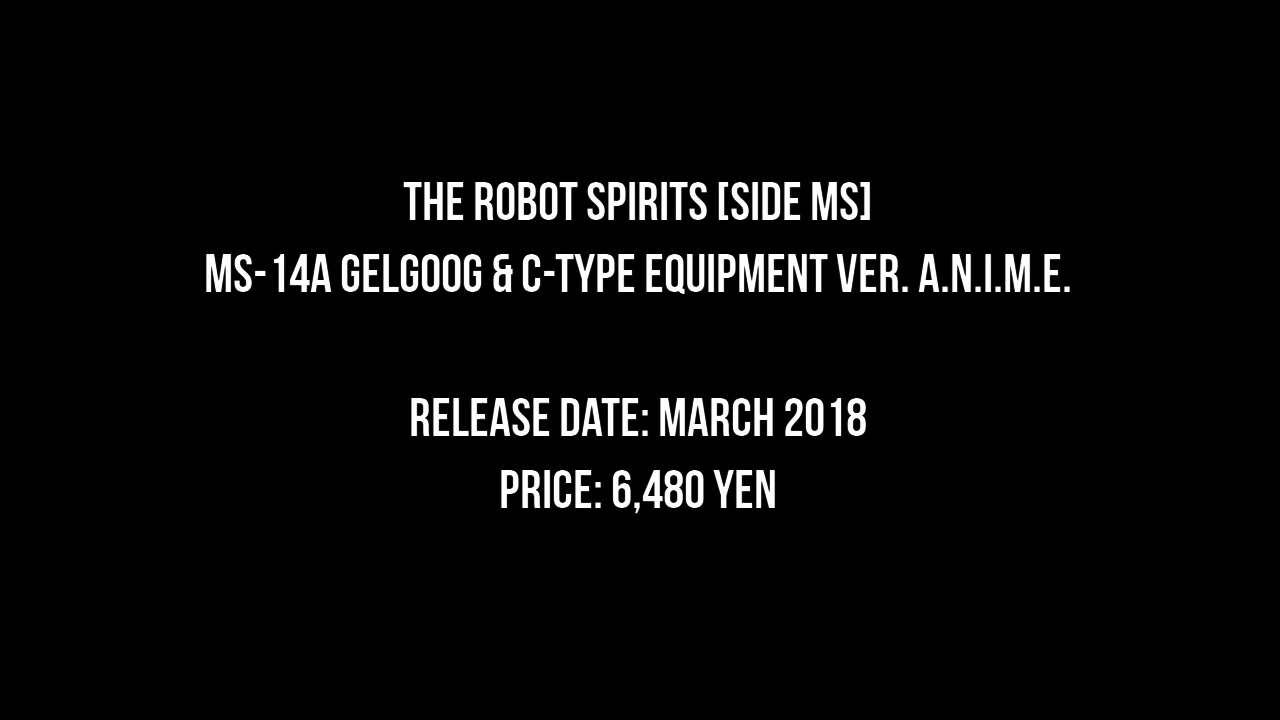 THE ROBOT SPIRITS [SIDE MS]
MS-14A GELGOOG & C-TYPE EQUIPMENT VER. A.N.I.M.E.
RELEASE DATE: MARCH 2018
PRICE: 6,480 YEN